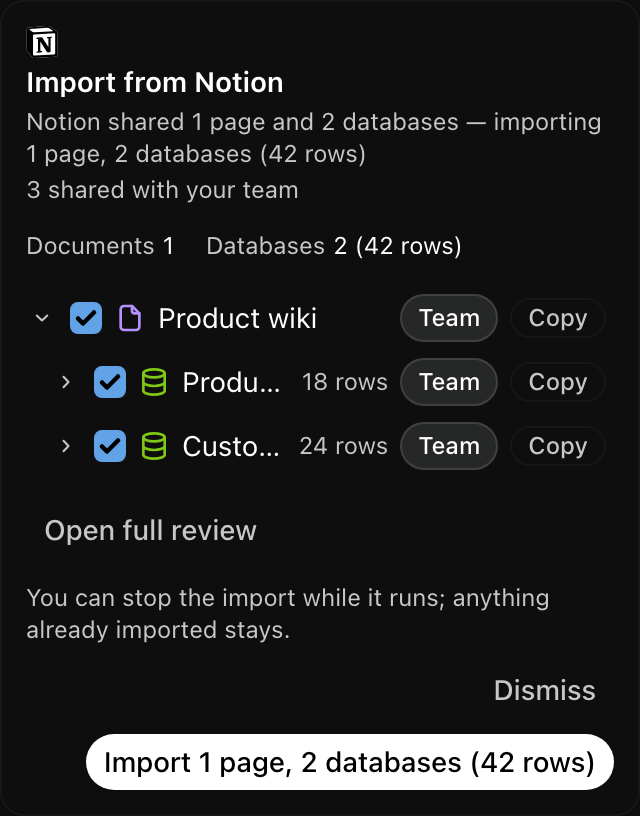 N
Import from Notion
Notion shared 1 page and 2 databases — importing
1 page, 2 databases (42 rows)
3 shared with your team
Documents 1 Databases 2 (42 rows)
Product wiki Team Copy
Produ... 18 rows Team Copy
Custo... 24 rows Team Copy
Open full review
You can stop the import while it runs; anything
already imported stays.
Dismiss
Import 1 page, 2 databases (42 rows)